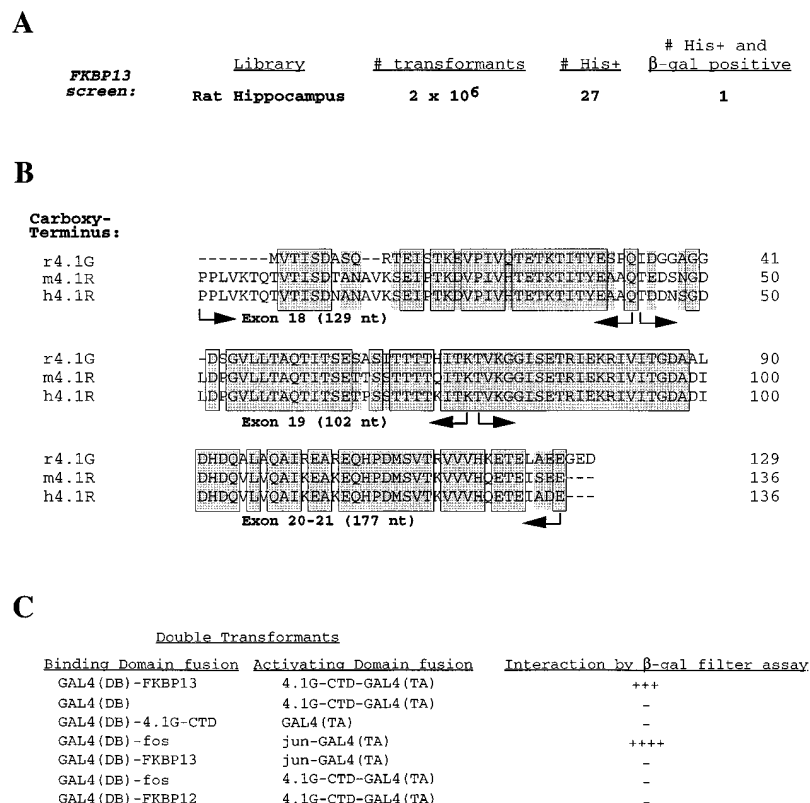 A
FKBP13 screen:
Library # transformants # His+ # His+ and β-gal positive
Rat Hippocampus 2 x 10^6 27 1
B
Carboxy-Terminus:
r4.1G -------MVTISDASQ--RTEISTKEVPIVQTETKTITYESPQIDGGAGG 41
m4.1R PPLVKTQTVTISDTANAVKSEIPTKDVPIVHTETKTITYEAAQTEDSNGD 50
h4.1R PPLVKTQTVTISDNANAVKSEIPTKDVPIVHTETKTITYEAAQTDDNSGD 50
Exon 18 (129 nt)
r4.1G -DSGVLLTAQTITSESASTTTTTHITKTVKGGISETRIEKRIVITGDAAL 90
m4.1R LDPGVLLTAQTITSETTSSTTTTQITKTVKGGISETRIEKRIVITGDADI 100
h4.1R LDPGVLLTAQTITSETPSSTTTTKITKTVKGGISETRIEKRIVITGDADI 100
Exon 19 (102 nt)
r4.1G DHDQALAQAIREAREQHPDMSVTRVVVHKETELAEEGED 129
m4.1R DHDQVLVQAIKEAKEQHPDMSVTKVVVHQETEISEE--- 136
h4.1R DHDQVLVQAIKEAKEQHPDMSVTKVVVHQETEIADE--- 136
Exon 20-21 (177 nt)
C
Double Transformants
Binding Domain fusion Activating Domain fusion Interaction by β-gal filter assay
GAL4(DB)-FKBP13 4.1G-CTD-GAL4(TA) +++
GAL4(DB) 4.1G-CTD-GAL4(TA) -
GAL4(DB)-4.1G-CTD GAL4(TA) -
GAL4(DB)-fos jun-GAL4(TA) ++++
GAL4(DB)-FKBP13 jun-GAL4(TA) -
GAL4(DB)-fos 4.1G-CTD-GAL4(TA) -
GAL4(DB)-FKBP12 4.1G-CTD-GAL4(TA) -